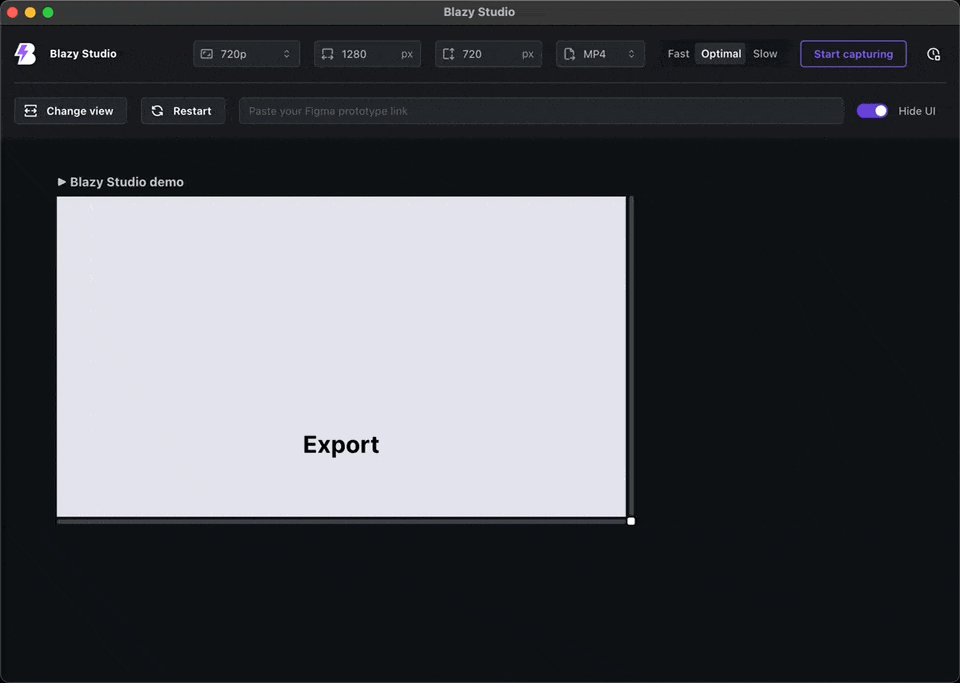 Blazy Studio
Blazy Studio 720p 1280 px 720 px MP4 Fast Optimal Slow Start capturing
Change view Restart Paste your Figma prototype link Hide UI
Blazy Studio demo
Export